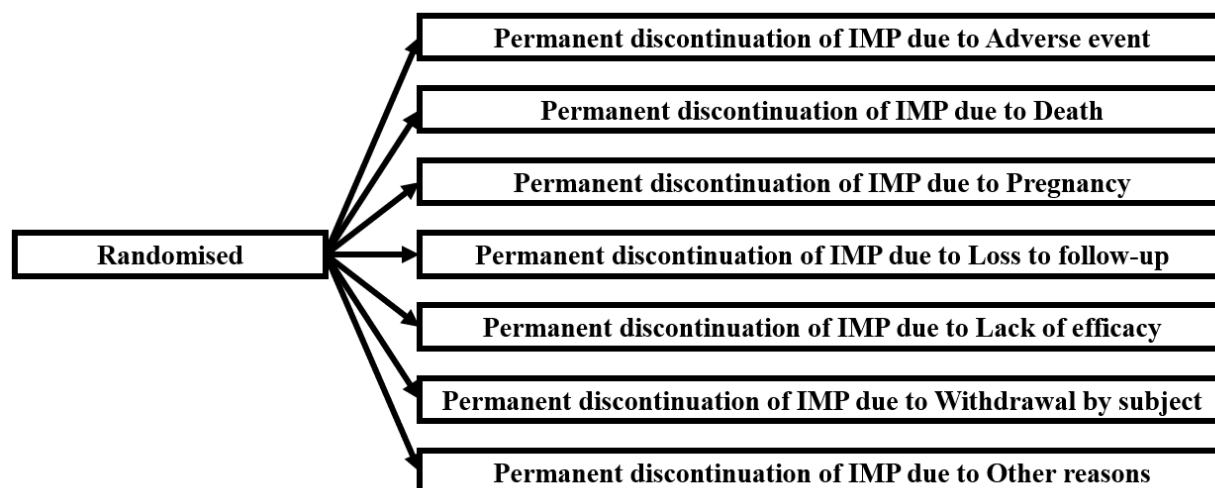 Permanent discontinuation of IMP due to Adverse event
Permanent discontinuation of IMP due to Death
Permanent discontinuation of IMP due to Pregnancy
Randomised
Permanent discontinuation of IMP due to Loss to follow-up
Permanent discontinuation of IMP due to Lack of efficacy
Permanent discontinuation of IMP due to Withdrawal by subject
Permanent discontinuation of IMP due to Other reasons